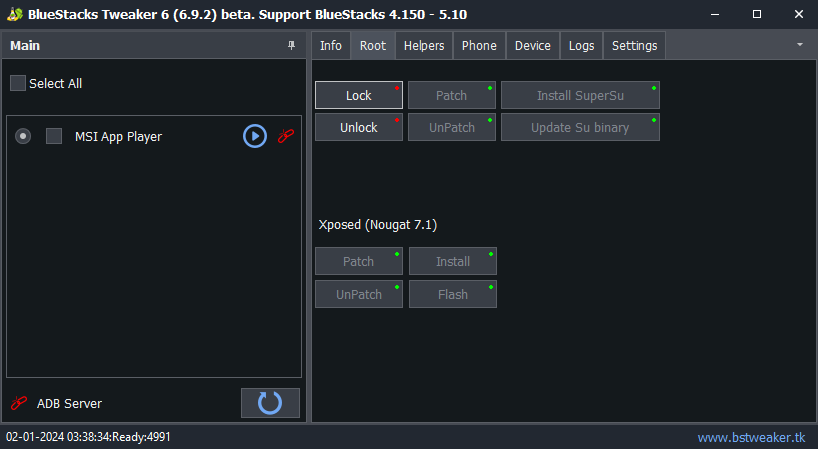 BlueStacks Tweaker 6 (6.9.2) beta. Support BlueStacks 4.150 - 5.10
Main
Info Root Helpers Phone Device Logs Settings
Select All
Lock Patch Install SuperSu
Unlock UnPatch Update Su binary
MSI App Player
Xposed (Nougat 7.1)
Patch Install
UnPatch Flash
ADB Server
02-01-2024 03:38:34:Ready:4991
www.bstweaker.tk